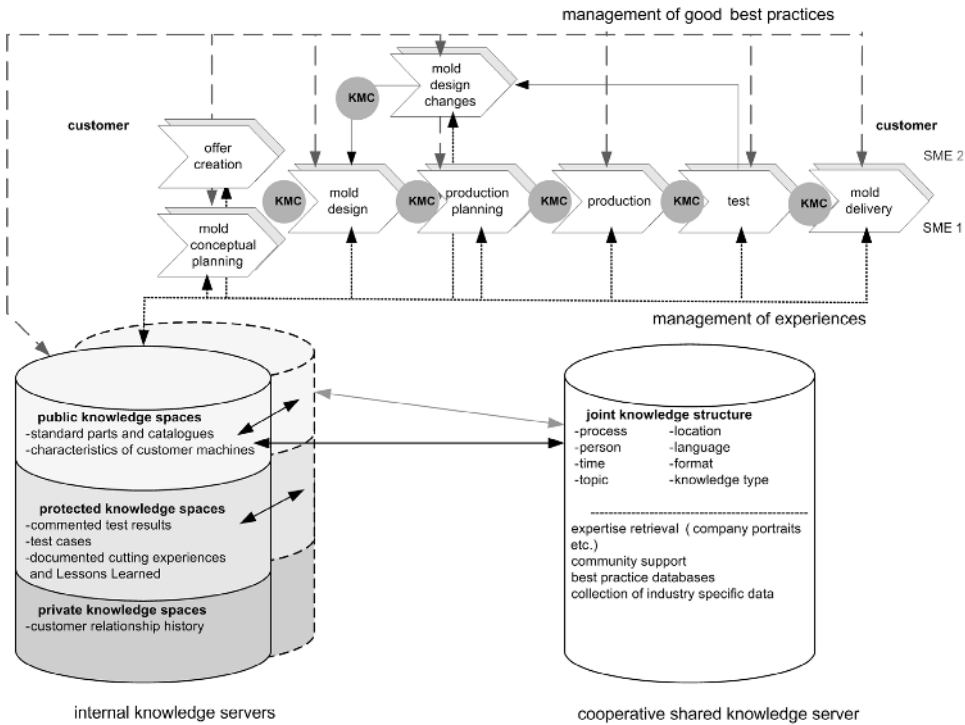 management of good best practices
mold
design
changes
KMC
customer
customer
SME 2
offer
creation
KMC
mold
design
KMC
production
planning
KMC
production
KMC
test
KMC
mold
delivery
SME 1
mold
conceptual
planning
management of experiences
public knowledge spaces
-standard parts and catalogues
-characteristics of customer machines
protected knowledge spaces
-commented test results
-test cases
-documented cutting experiences
and Lessons Learned
private knowledge spaces
-customer relationship history
internal knowledge servers
joint knowledge structure
-process -location
-person -language
-time -format
-topic -knowledge type
expertise retrieval ( company portraits
etc.)
community support
best practice databases
collection of industry specific data
cooperative shared knowledge server